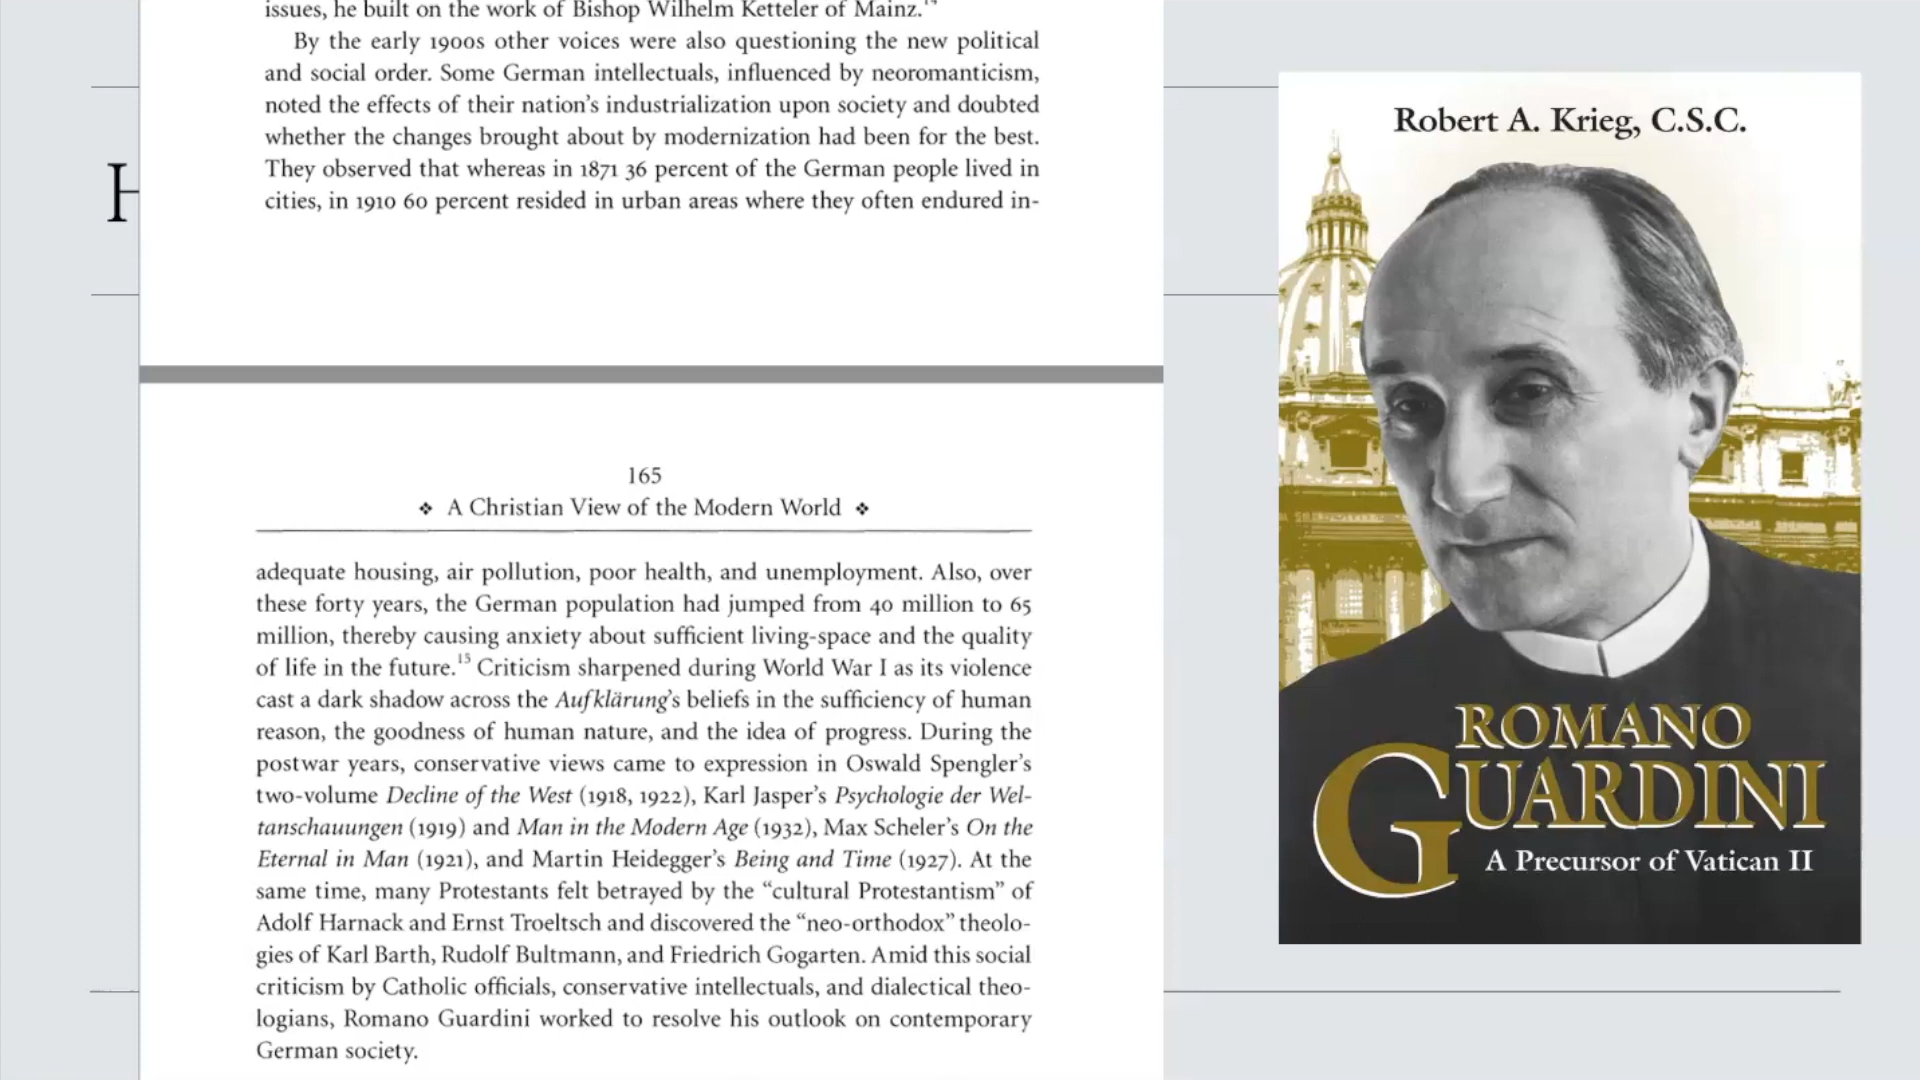 issues, he built on the work of Bishop Wilhelm Ketteler of Mainz.14
By the early 1900s other voices were also questioning the new political
and social order. Some German intellectuals, influenced by neoromanticism,
noted the effects of their nation's industrialization upon society and doubted
whether the changes brought about by modernization had been for the best.
They observed that whereas in 1871 36 percent of the German people lived in
cities, in 1910 60 percent resided in urban areas where they often endured in-
165
❖ A Christian View of the Modern World ❖
adequate housing, air pollution, poor health, and unemployment. Also, over
these forty years, the German population had jumped from 40 million to 65
million, thereby causing anxiety about sufficient living-space and the quality
of life in the future.15 Criticism sharpened during World War I as its violence
cast a dark shadow across the Aufklärung's beliefs in the sufficiency of human
reason, the goodness of human nature, and the idea of progress. During the
postwar years, conservative views came to expression in Oswald Spengler's
two-volume Decline of the West (1918, 1922), Karl Jasper's Psychologie der Wel-
tanschauungen (1919) and Man in the Modern Age (1932), Max Scheler's On the
Eternal in Man (1921), and Martin Heidegger's Being and Time (1927). At the
same time, many Protestants felt betrayed by the "cultural Protestantism" of
Adolf Harnack and Ernst Troeltsch and discovered the "neo-orthodox" theolo-
gies of Karl Barth, Rudolf Bultmann, and Friedrich Gogarten. Amid this social
criticism by Catholic officials, conservative intellectuals, and dialectical theo-
logians, Romano Guardini worked to resolve his outlook on contemporary
German society.
Robert A. Krieg, C.S.C.
ROMANO
GUARDINI
A Precursor of Vatican II